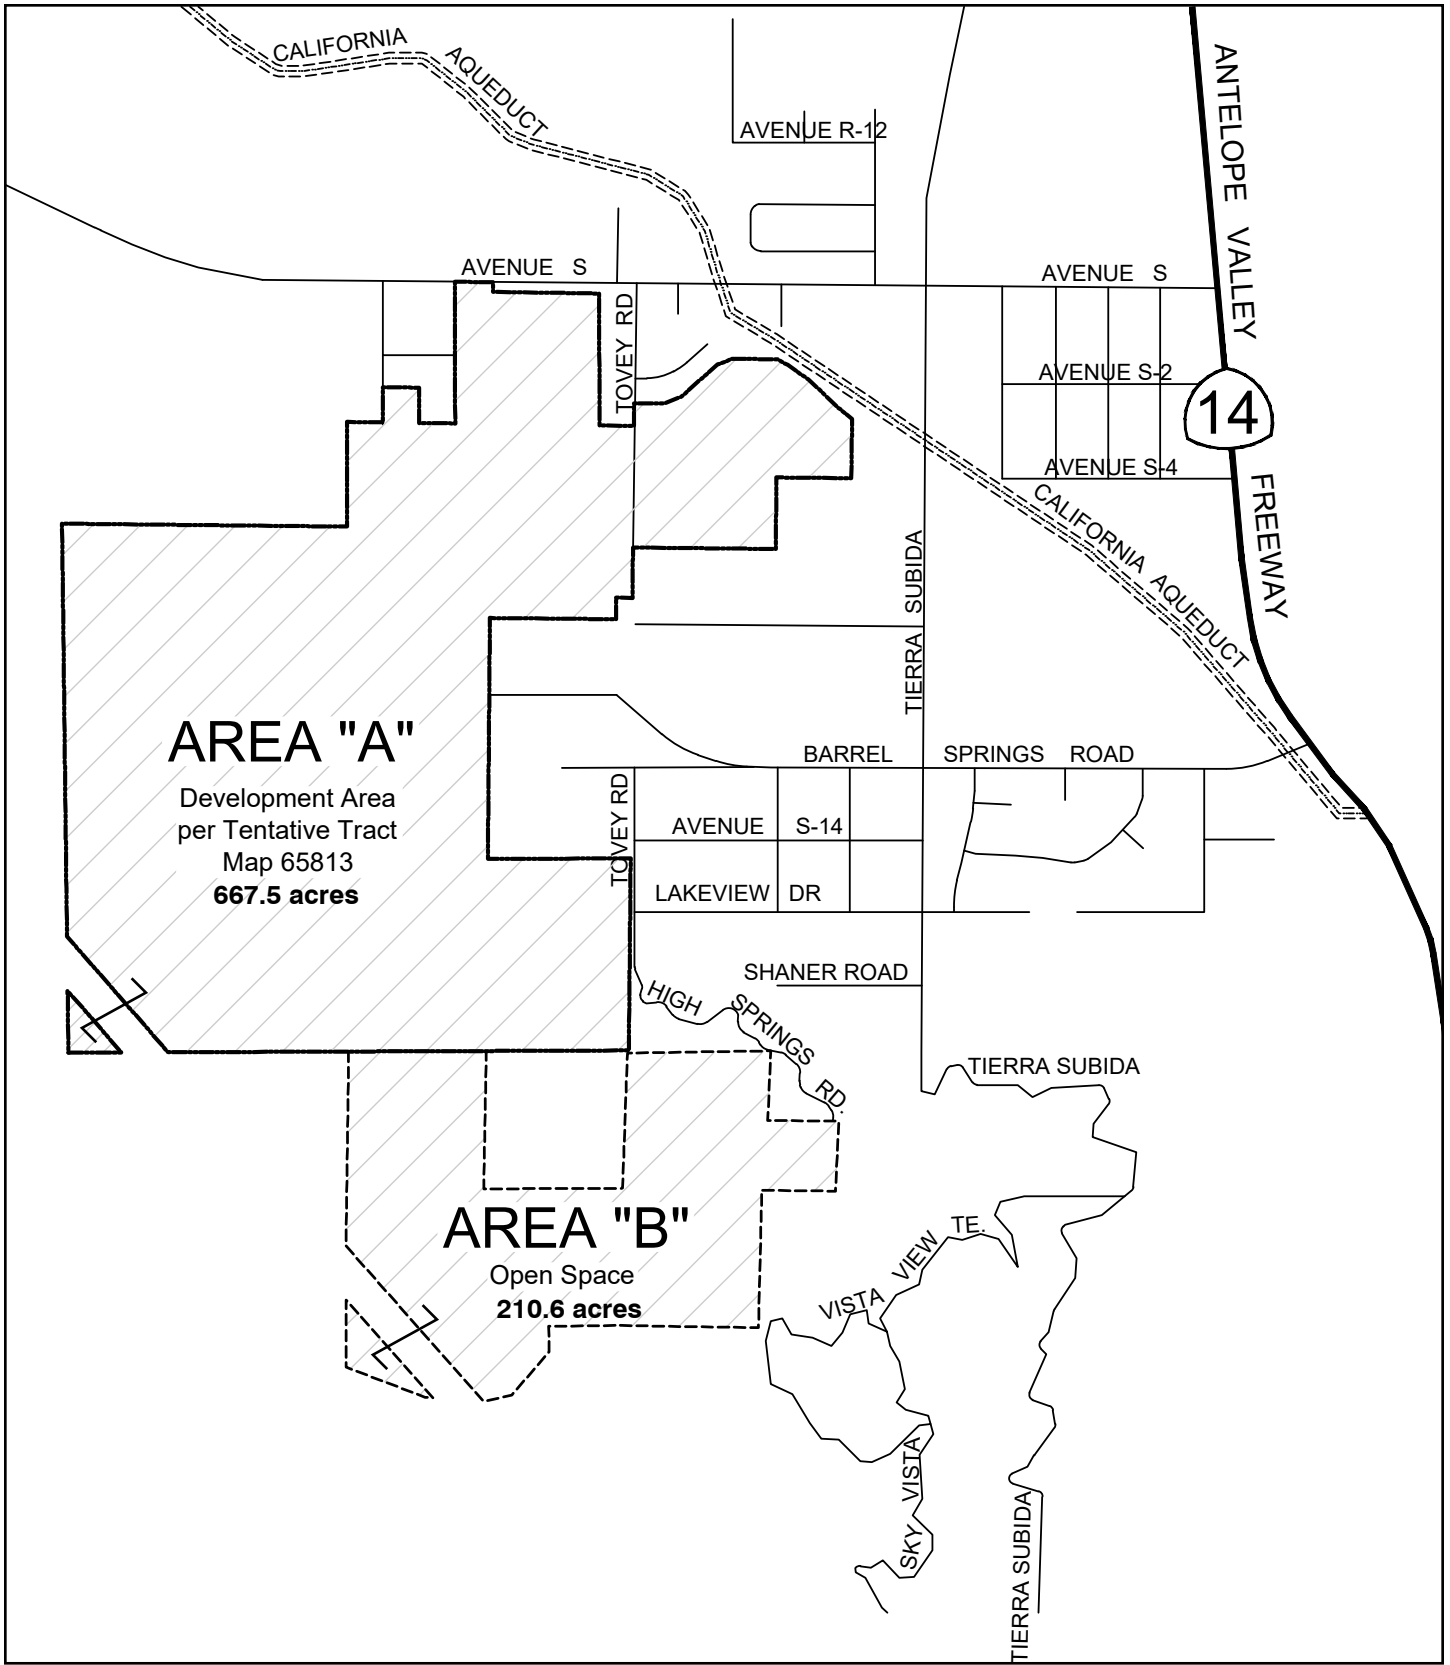 CALIFORNIA AQUEDUCT
AVENUE R-12
ANTELOPE VALLEY
AVENUE S
AVENUE S
TOVEY RD
AVENUE S-2
14
AVENUE S-4
FREEWAY
CALIFORNIA AQUEDUCT
TIERRA SUBIDA
AREA "A"
Development Area
per Tentative Tract
Map 65813
667.5 acres
BARREL SPRINGS ROAD
TOVEY RD
AVENUE S-14
LAKEVIEW DR
SHANER ROAD
HIGH SPRINGS RD.
TIERRA SUBIDA
AREA "B"
Open Space
210.6 acres
VISTA VIEW TE.
SKY VISTA
TIERRA SUBIDA